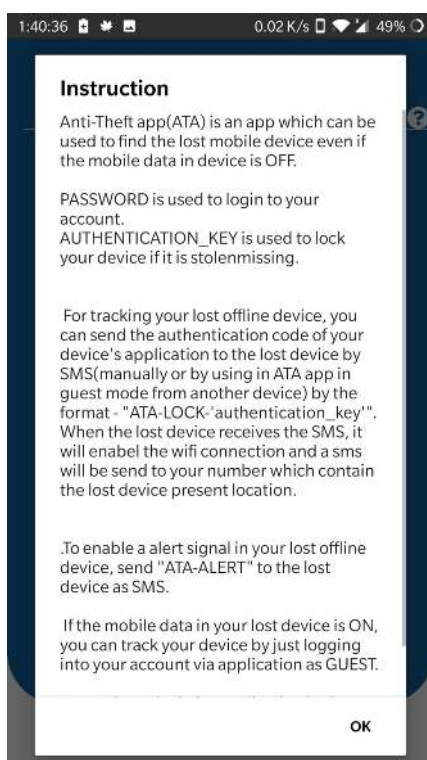 1:40:36 0.02 K/s 49%
Instruction
Anti-Theft app(ATA) is an app which can be
used to find the lost mobile device even if
the mobile data in device is OFF.
PASSWORD is used to login to your
account.
AUTHENTICATION_KEY is used to lock
your device if it is stolenmissing.
For tracking your lost offline device, you
can send the authentication code of your
device's application to the lost device by
SMS(manually or by using in ATA app in
guest mode from another device) by the
format - "ATA-LOCK-'authentication_key'".
When the lost device receives the SMS, it
will enabel the wifi connection and a sms
will be send to your number which contain
the lost device present location.
.To enable a alert signal in your lost offline
device, send "ATA-ALERT" to the lost
device as SMS.
If the mobile data in your lost device is ON,
you can track your device by just logging
into your account via application as GUEST.
OK